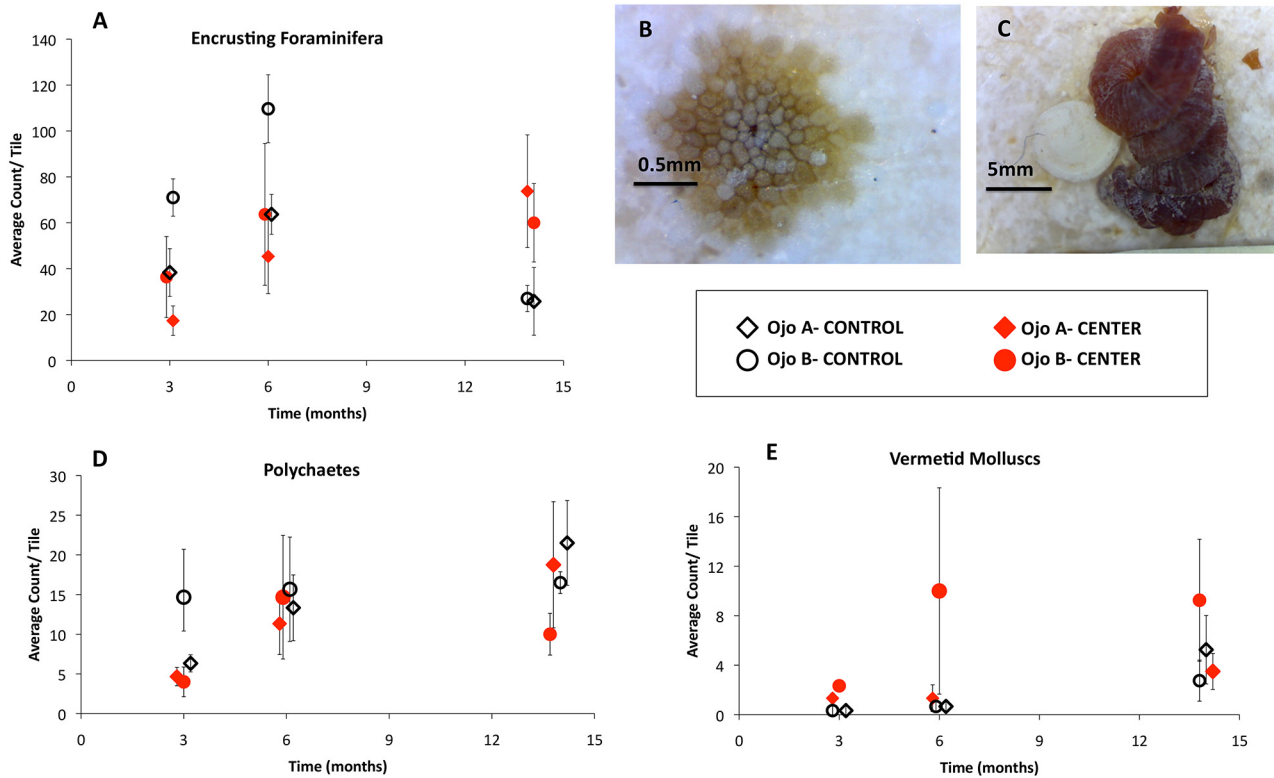 A
Encrusting Foraminifera
Average Count/ Tile
140
120
100
80
60
40
20
0
0 3 6 9 12 15
Time (months)
B
0.5mm
C
5mm
Ojo A- CONTROL Ojo A- CENTER
Ojo B- CONTROL Ojo B- CENTER
D
Polychaetes
Average Count/ Tile
30
25
20
15
10
5
0
0 3 6 9 12 15
Time (months)
E
Vermetid Molluscs
Average Count/ Tile
20
16
12
8
4
0
0 3 6 9 12 15
Time (months)